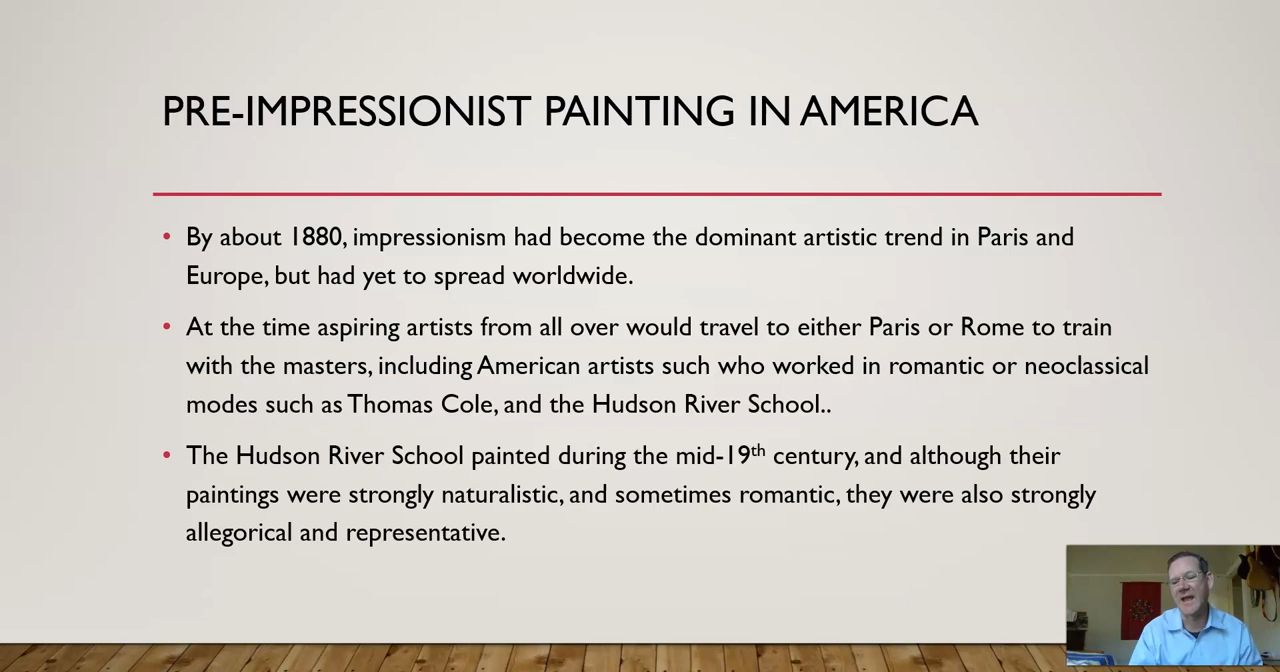 PRE-IMPRESSIONIST PAINTING IN AMERICA
• By about 1880, impressionism had become the dominant artistic trend in Paris and
Europe, but had yet to spread worldwide.
• At the time aspiring artists from all over would travel to either Paris or Rome to train
with the masters, including American artists such who worked in romantic or neoclassical
modes such as Thomas Cole, and the Hudson River School..
• The Hudson River School painted during the mid-19th century, and although their
paintings were strongly naturalistic, and sometimes romantic, they were also strongly
allegorical and representative.